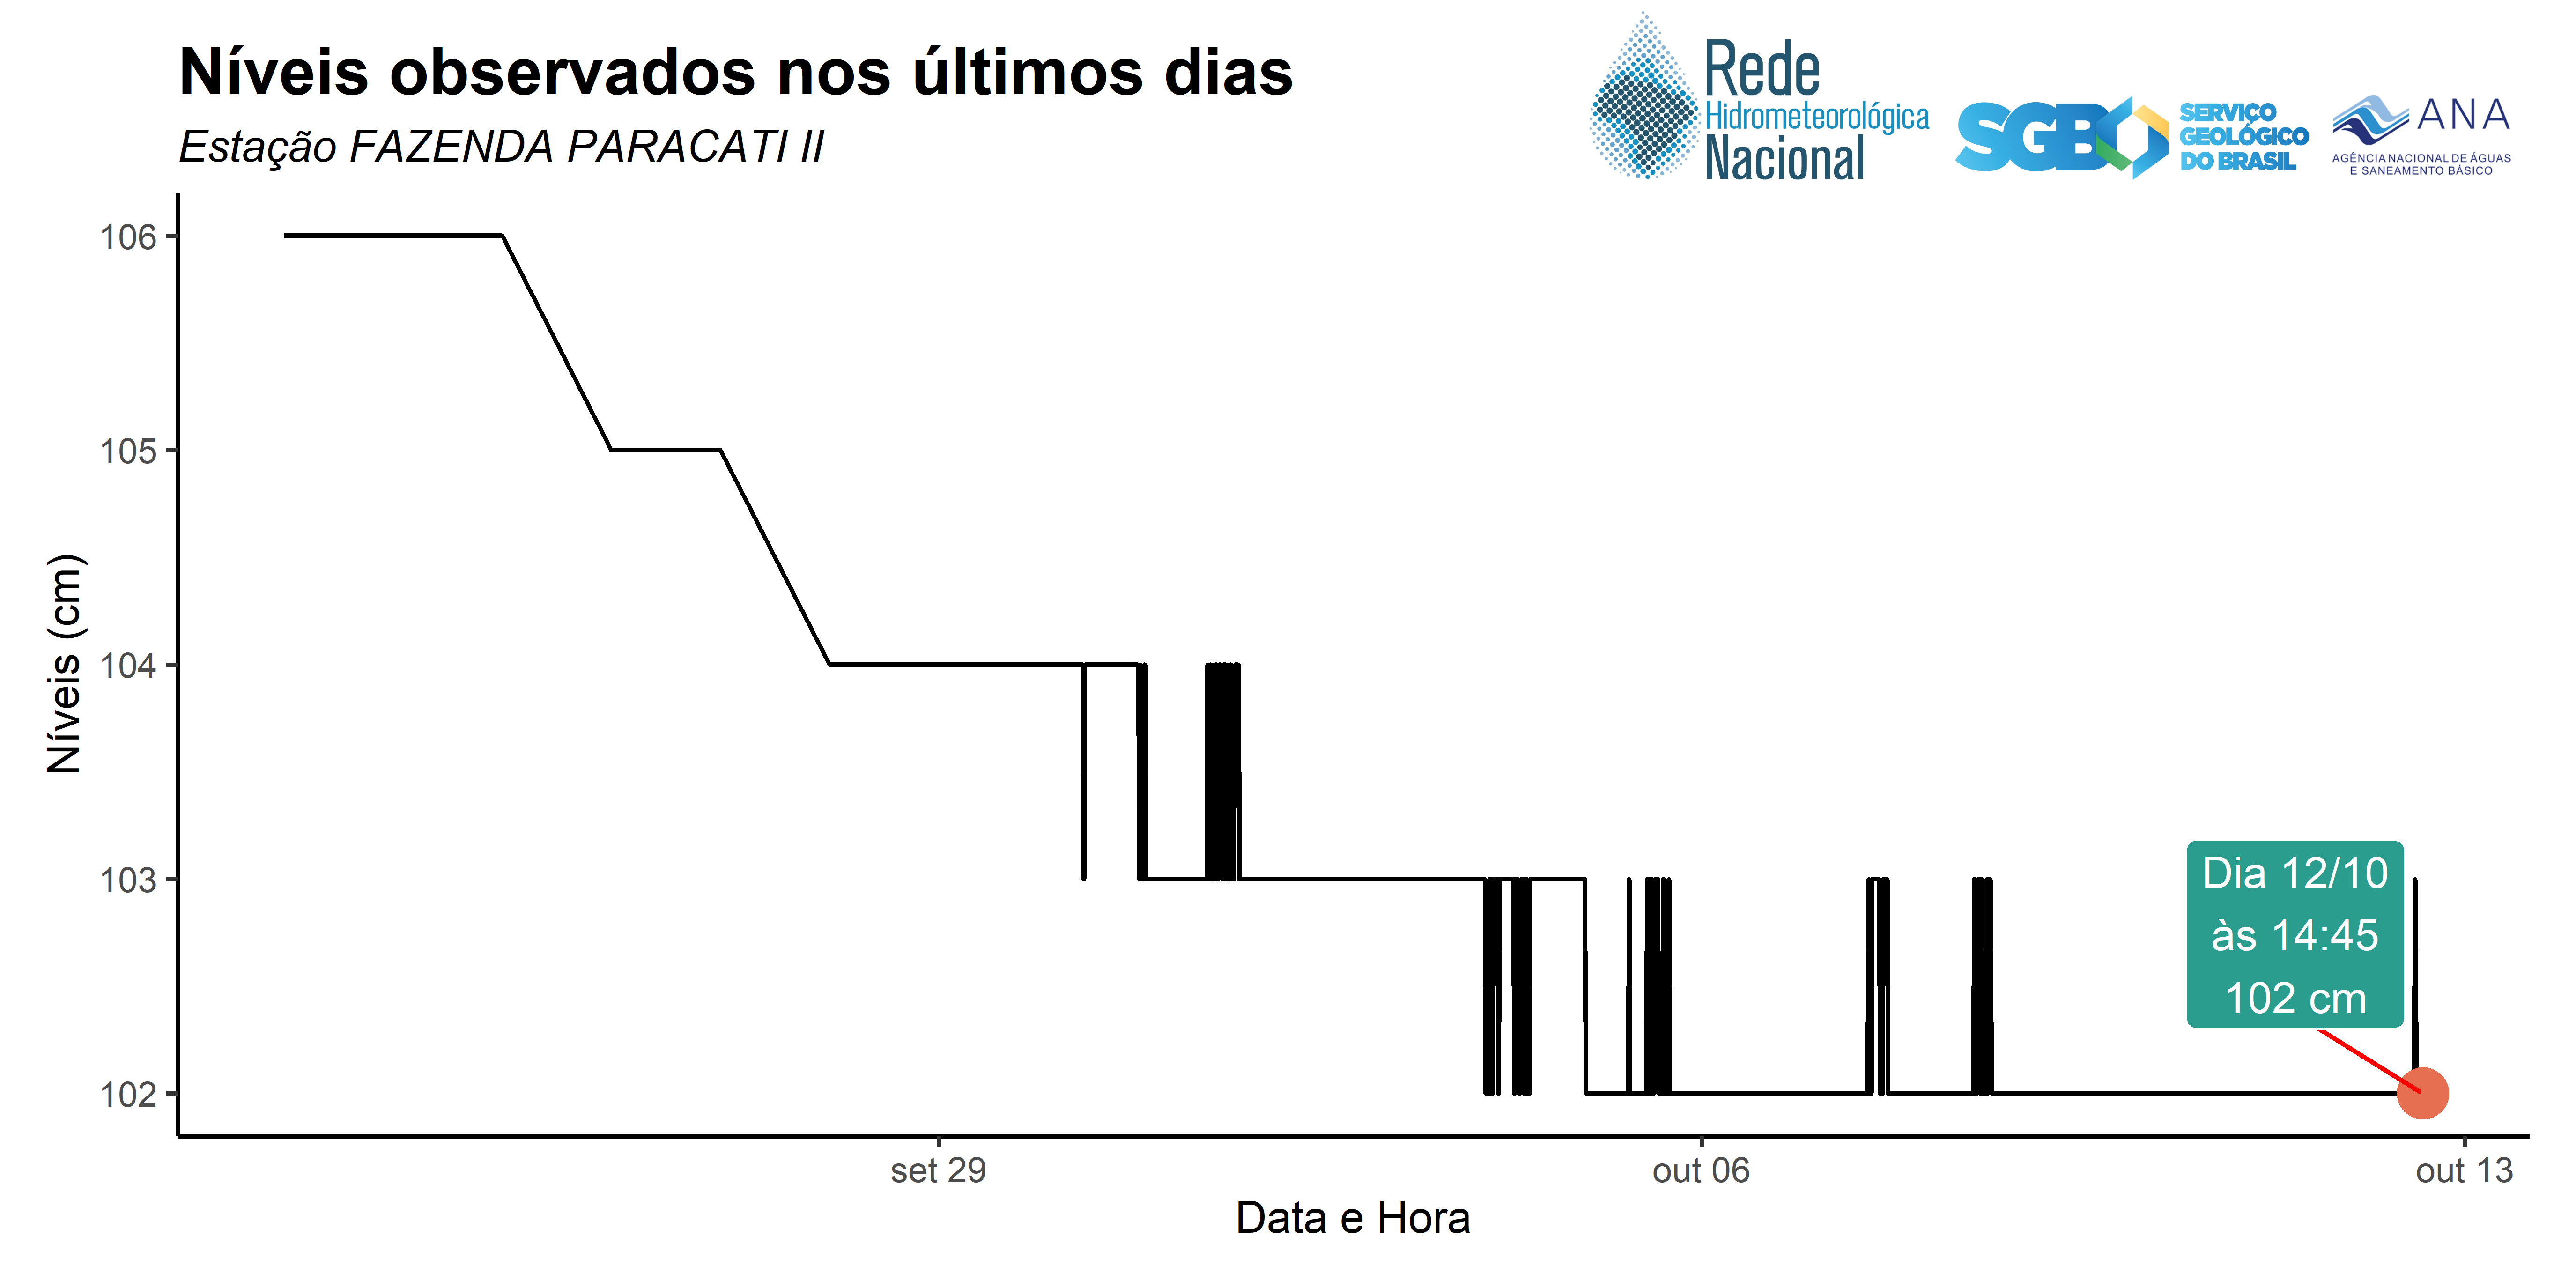 Níveis observados nos últimos dias
Estação FAZENDA PARACATI II
Rede
Hidrometeorológica
Nacional
SGB
SERVIÇO
GEOLÓGICO
DO BRASIL
ANA
AGÊNCIA NACIONAL DE ÁGUAS
E SANEAMENTO BÁSICO
Níveis (cm)
106
105
104
103
102
Dia 12/10
às 14:45
102 cm
set 29
out 06
out 13
Data e Hora